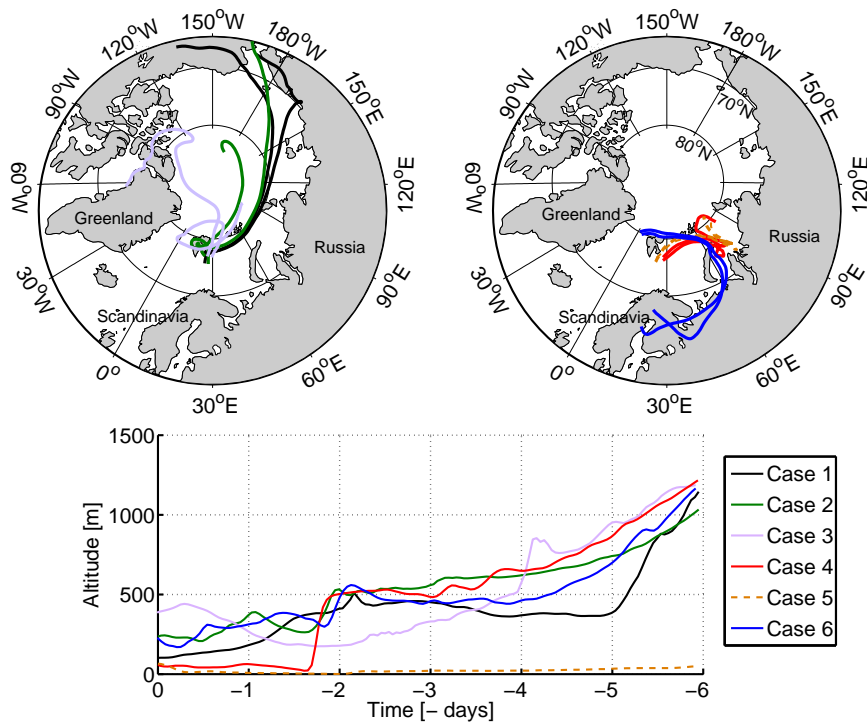 150°W
120°W
180°W
90°W
150°E
60°W
120°E
Greenland
Russia
30°W
90°E
Scandinavia
0°
60°E
30°E
150°W
120°W
180°W
90°W
150°E
70°N
80°N
60°W
120°E
Greenland
Russia
30°W
90°E
Scandinavia
0°
60°E
30°E
1500
1000
500
0
Altitude [m]
0
−1
−2
−3
−4
−5
−6
Time [− days]
Case 1
Case 2
Case 3
Case 4
Case 5
Case 6